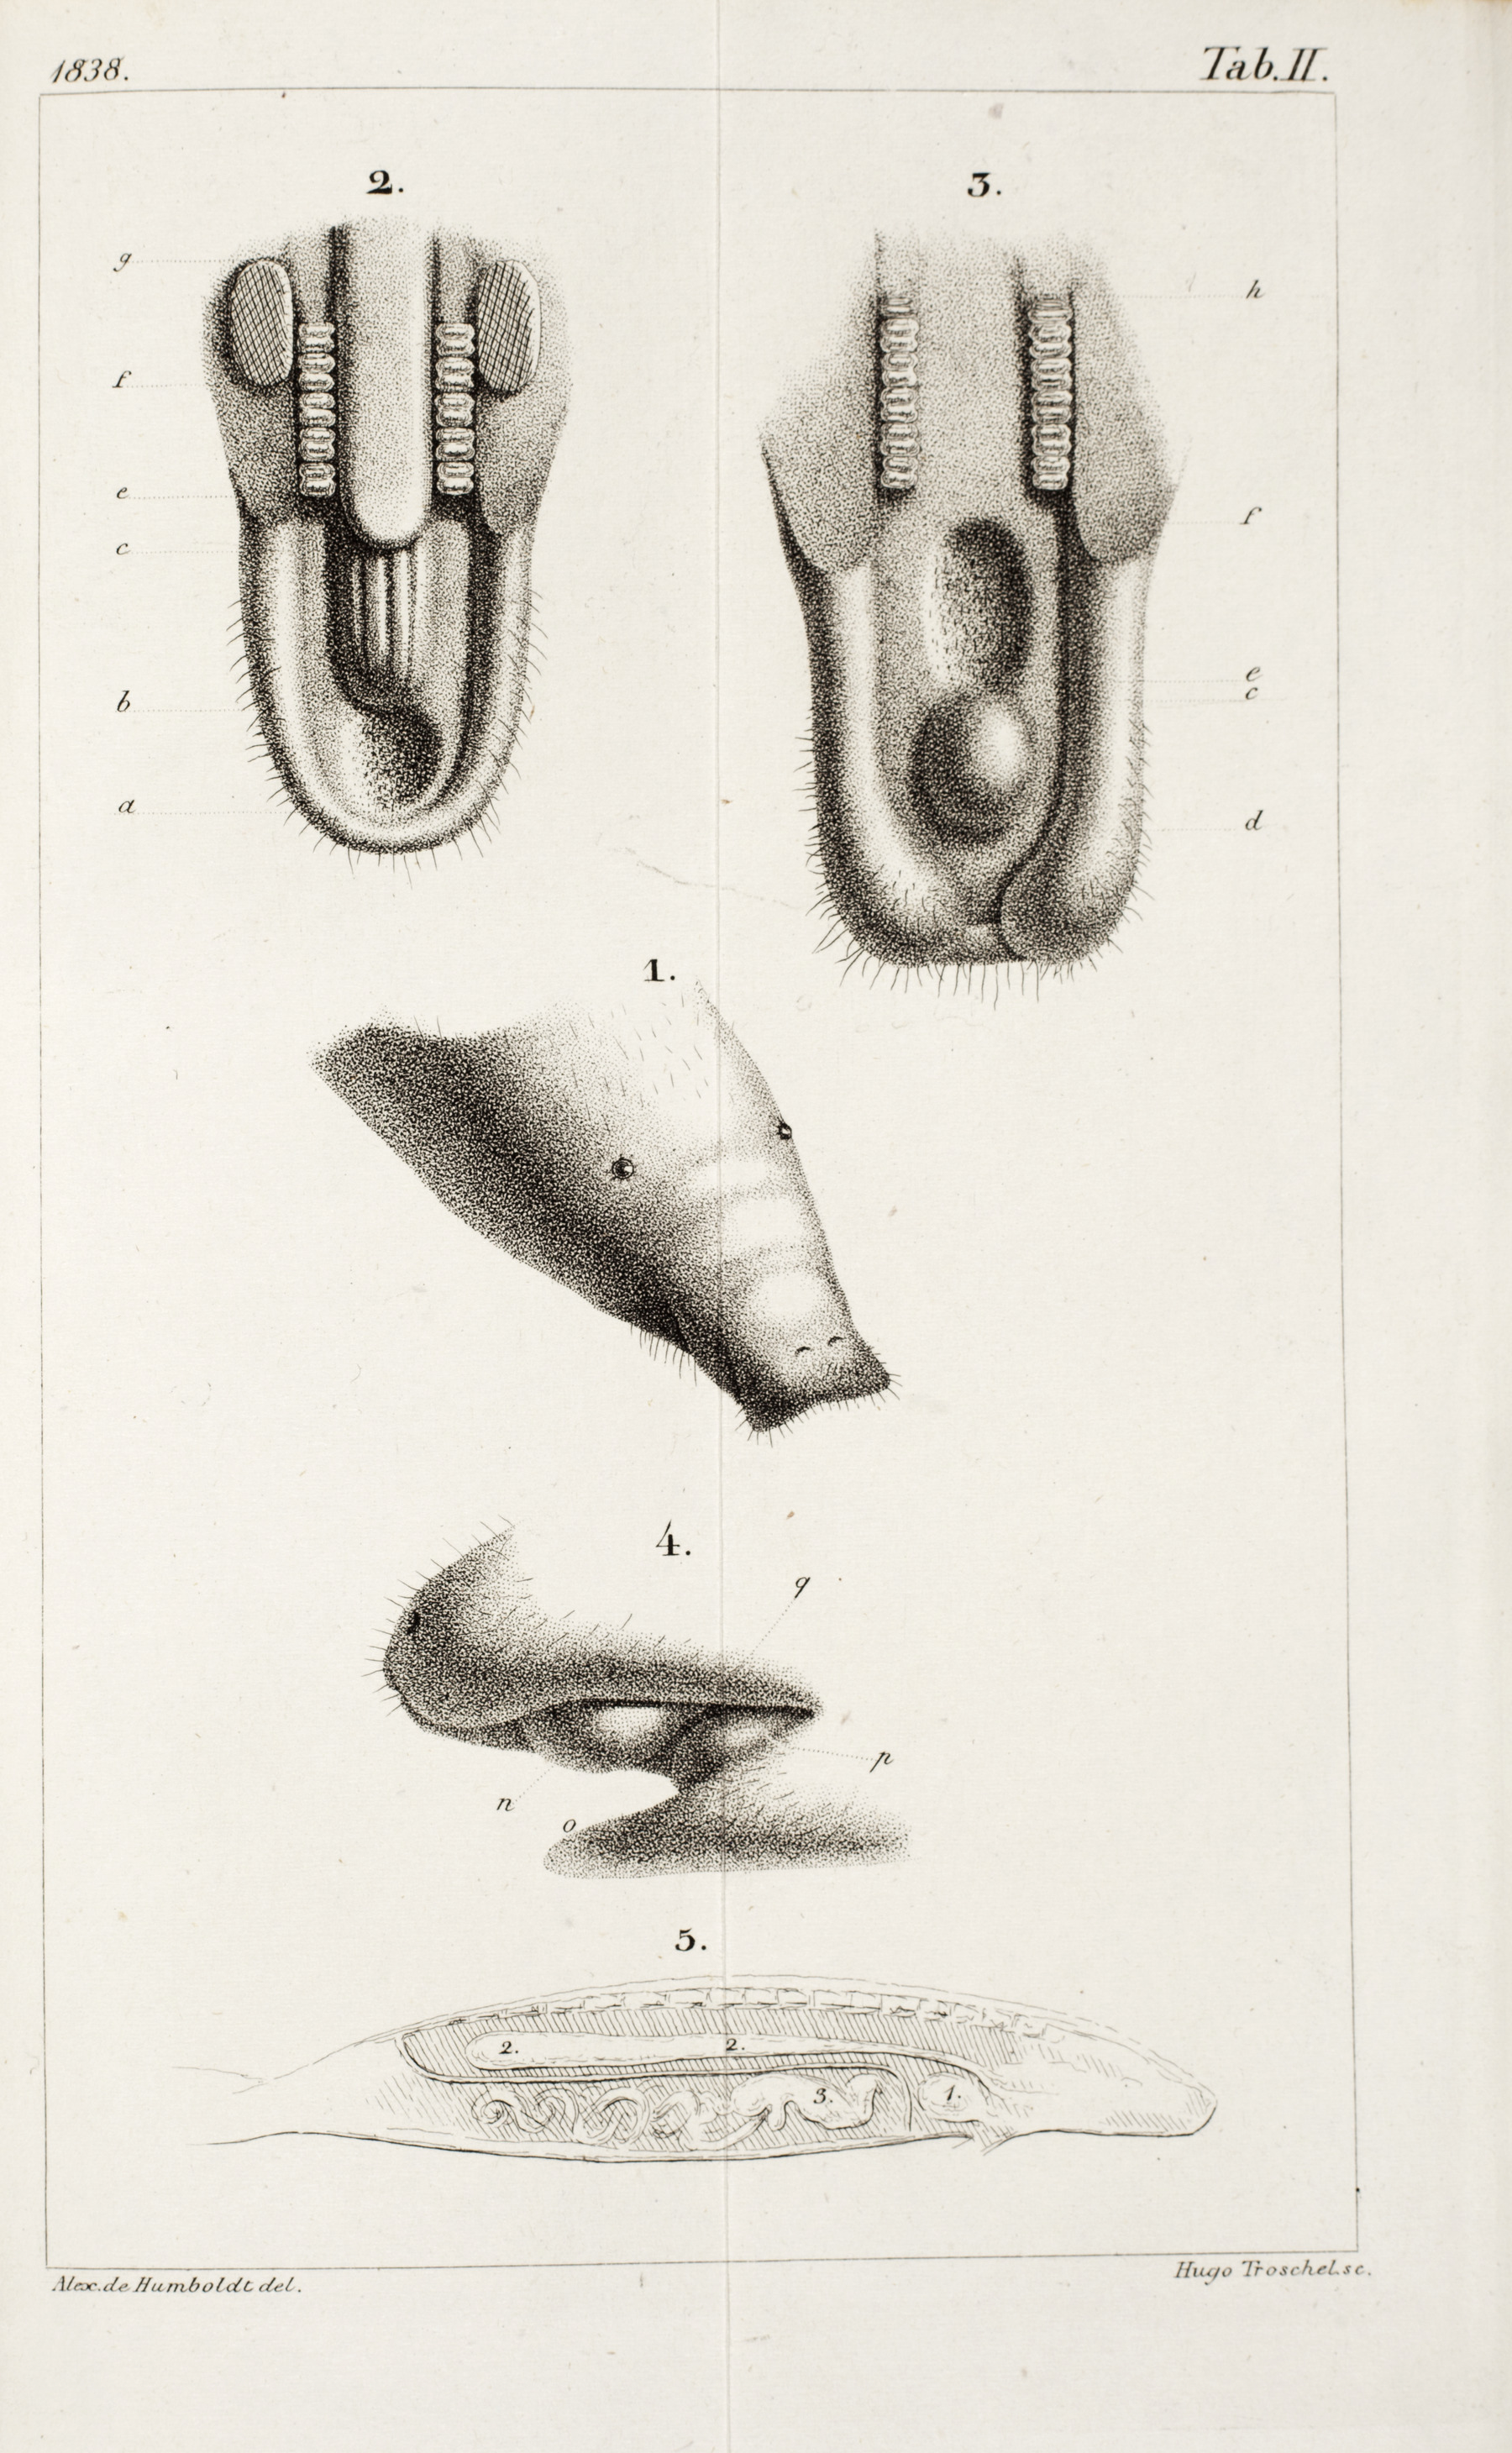 1838.
Tab. II.
2.
3.
g
f
e
c
b
a
h
f
e
c
d
1.
4.
q
p
n
o
5.
2.
2.
3.
1.
Alex. de Humboldt del.
Hugo Troschel. sc.